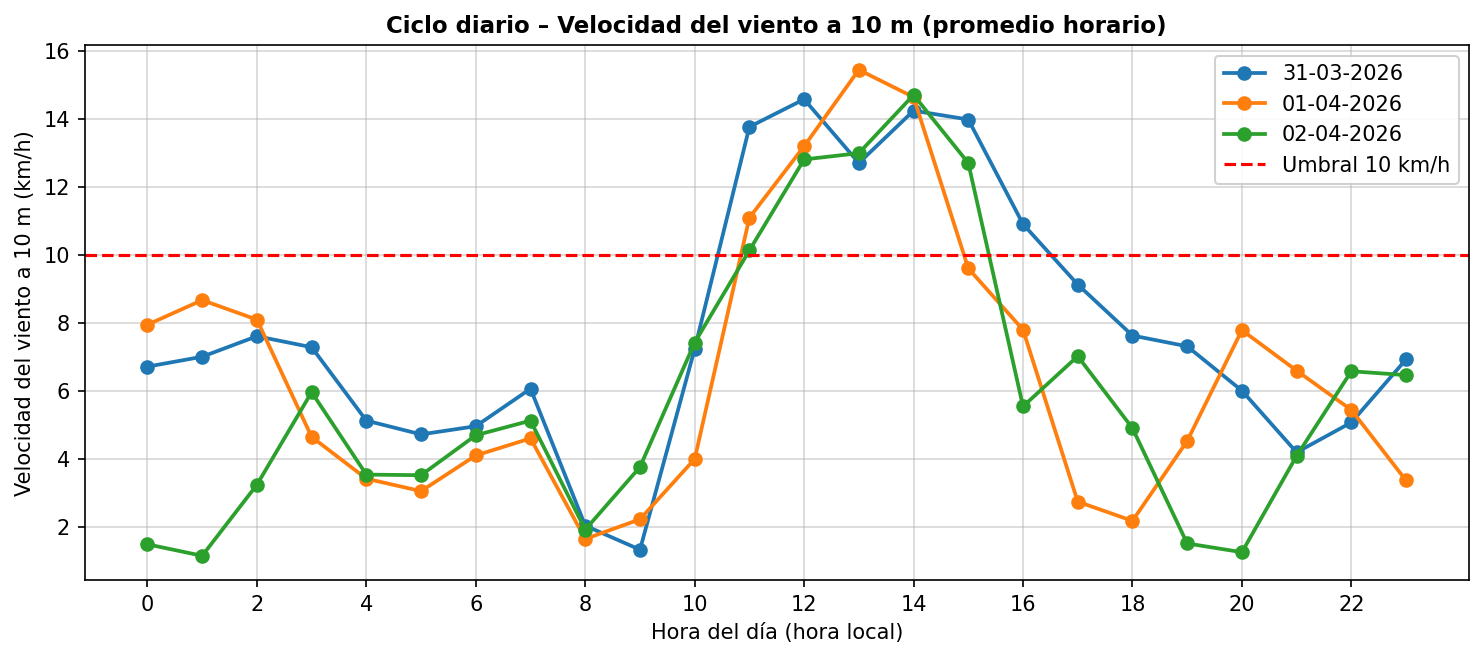 Ciclo diario – Velocidad del viento a 10 m (promedio horario)
Velocidad del viento a 10 m (km/h)
16
14
12
10
8
6
4
2
31-03-2026
01-04-2026
02-04-2026
Umbral 10 km/h
0 2 4 6 8 10 12 14 16 18 20 22
Hora del día (hora local)